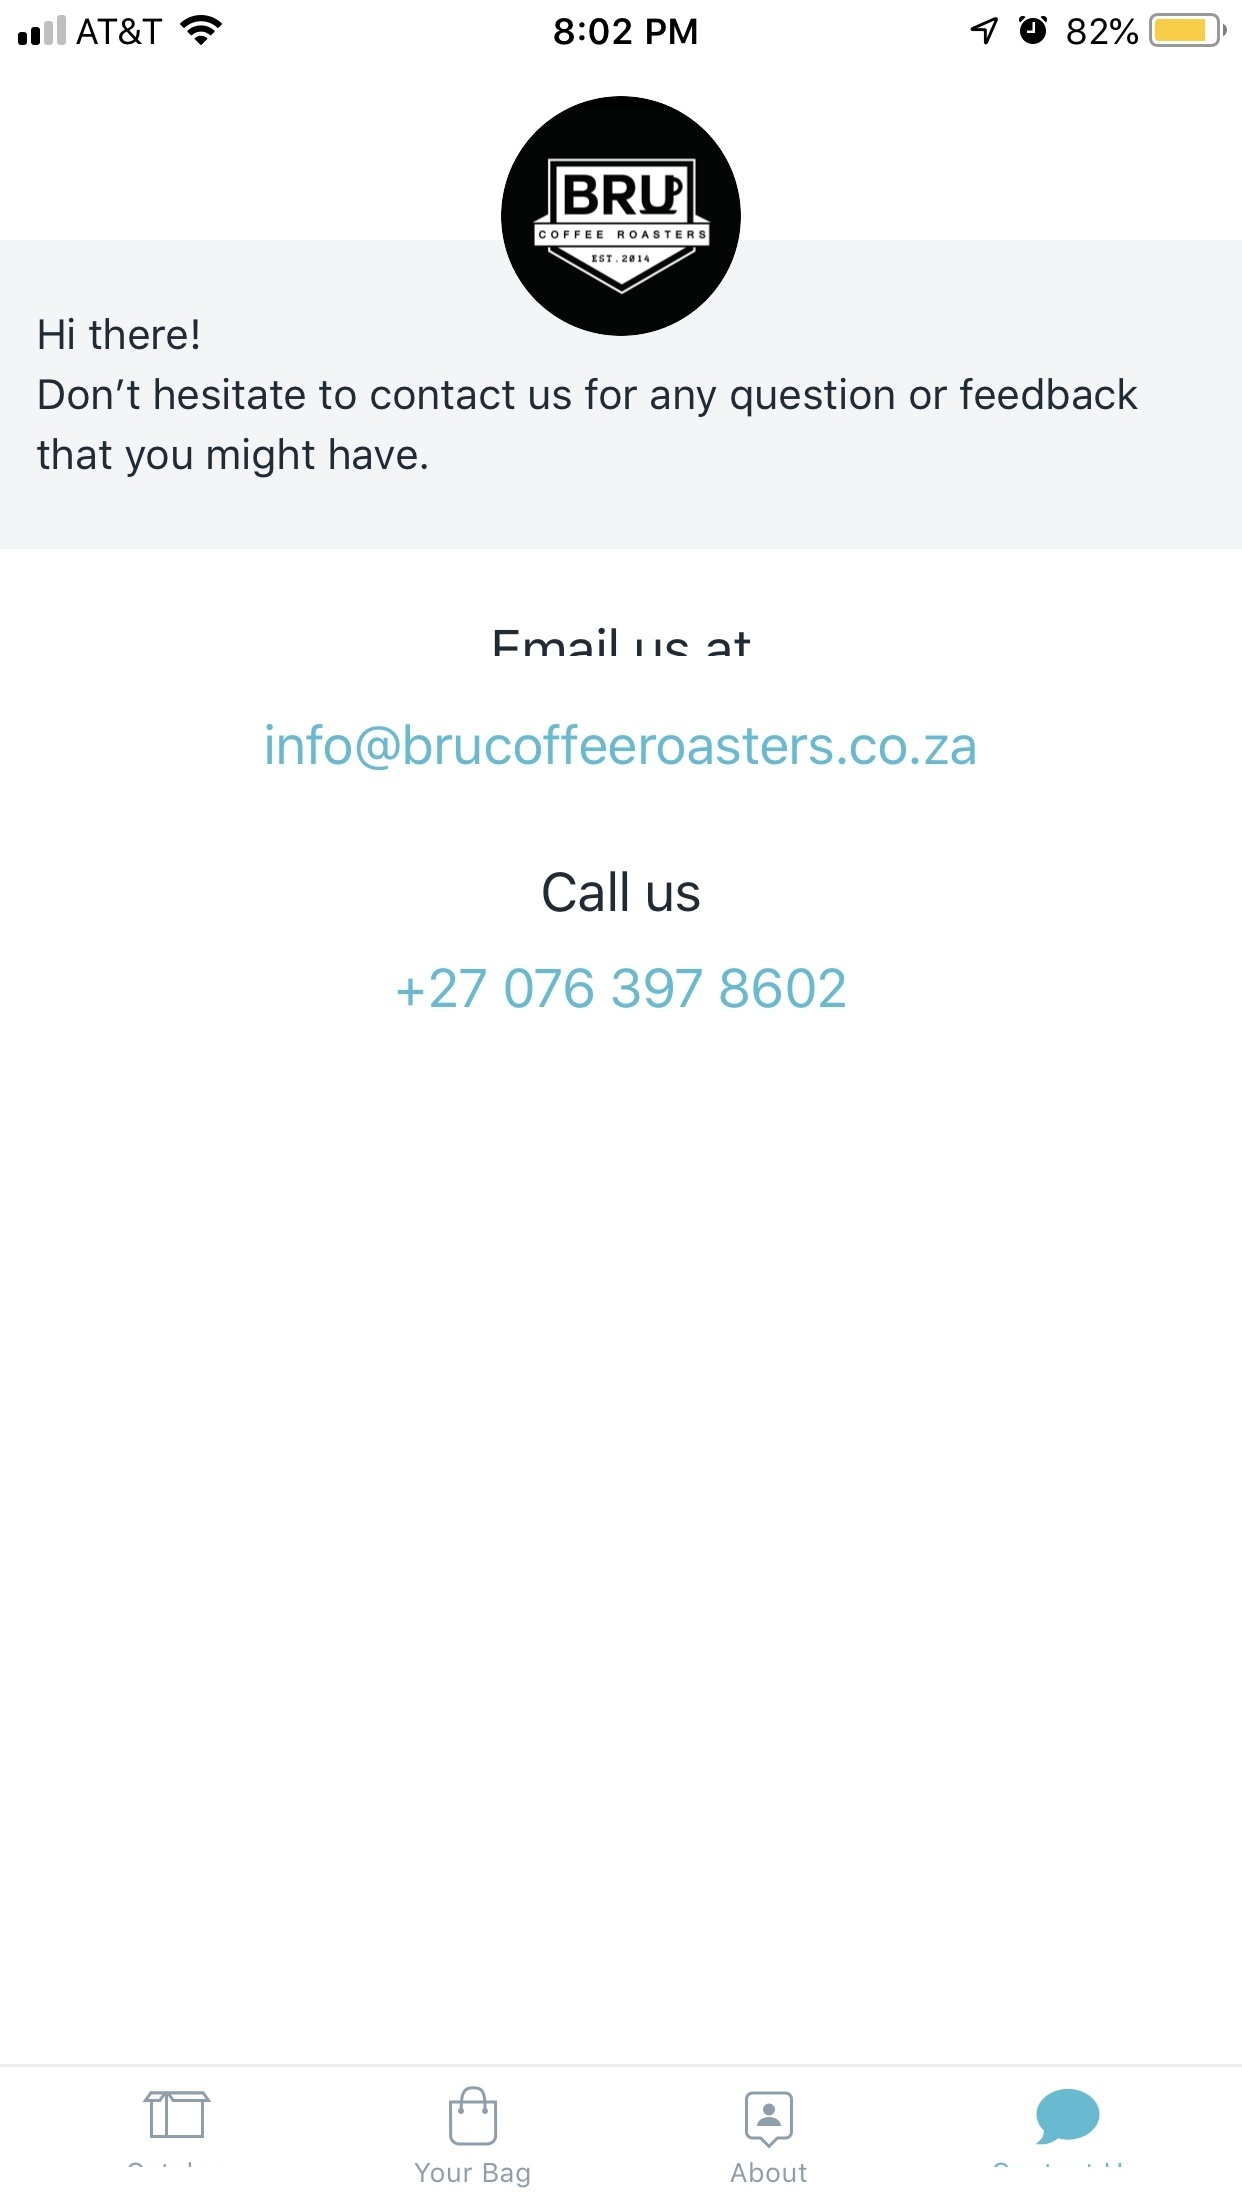 AT&T
8:02 PM
82%
BRU
COFFEE ROASTERS
EST.2014
Hi there!
Don’t hesitate to contact us for any question or feedback
that you might have.
Email us at
info@brucoffeeroasters.co.za
Call us
+27 076 397 8602
Your Bag
About